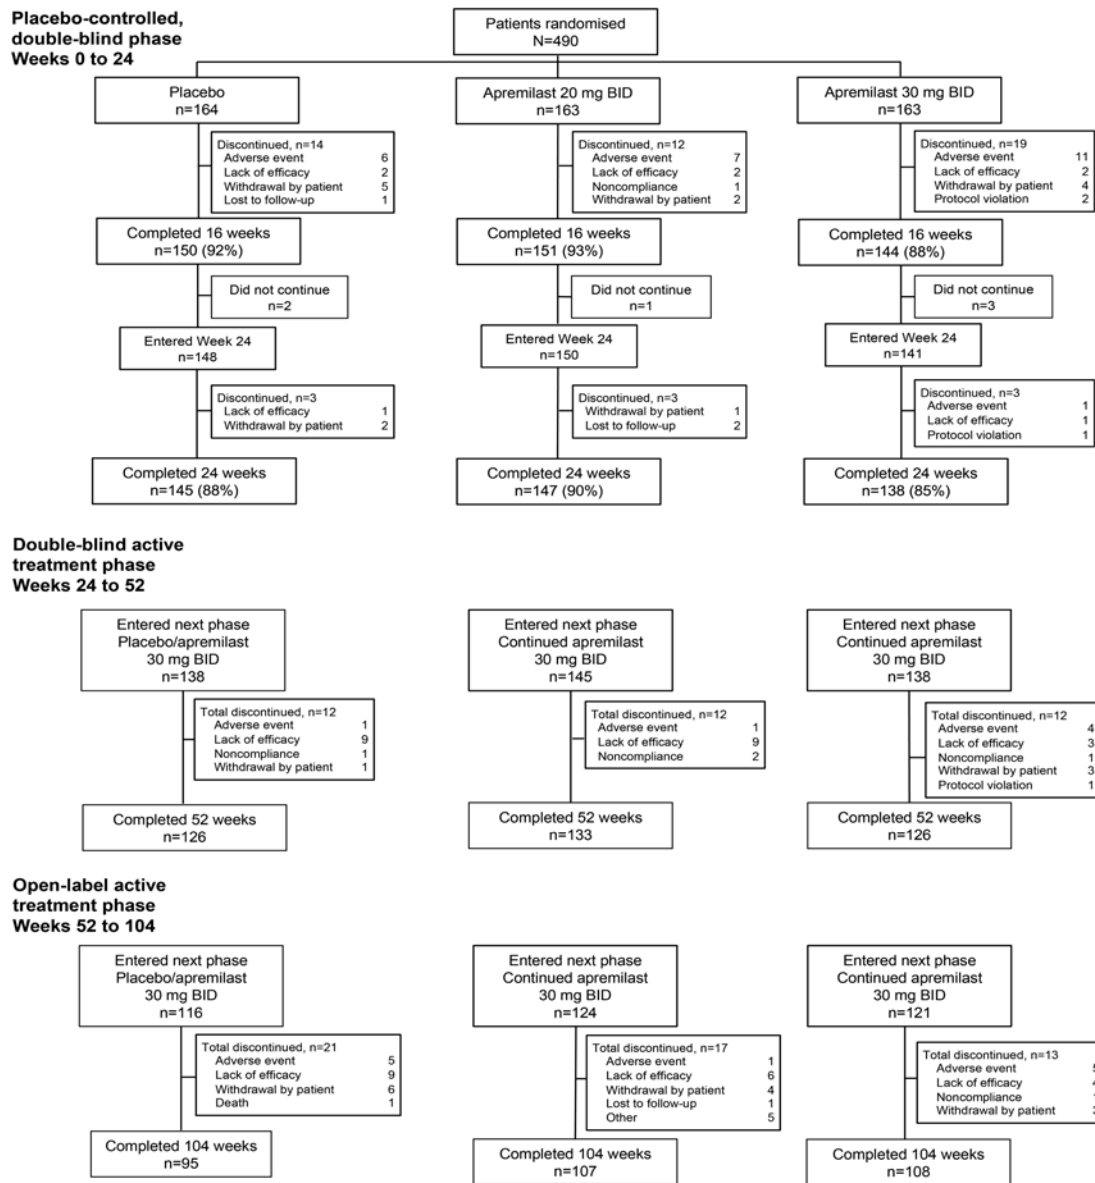 Placebo-controlled,
double-blind phase
Weeks 0 to 24
Patients randomised
N=490
Placebo
n=164
Apremilast 20 mg BID
n=163
Apremilast 30 mg BID
n=163
Discontinued, n=14
Adverse event 6
Lack of efficacy 2
Withdrawal by patient 5
Lost to follow-up 1
Discontinued, n=12
Adverse event 7
Lack of efficacy 2
Noncompliance 1
Withdrawal by patient 2
Discontinued, n=19
Adverse event 11
Lack of efficacy 2
Withdrawal by patient 4
Protocol violation 2
Completed 16 weeks
n=150 (92%)
Completed 16 weeks
n=151 (93%)
Completed 16 weeks
n=144 (88%)
Did not continue
n=2
Did not continue
n=1
Did not continue
n=3
Entered Week 24
n=148
Entered Week 24
n=150
Entered Week 24
n=141
Discontinued, n=3
Lack of efficacy 1
Withdrawal by patient 2
Discontinued, n=3
Withdrawal by patient 1
Lost to follow-up 2
Discontinued, n=3
Adverse event 1
Lack of efficacy 1
Protocol violation 1
Completed 24 weeks
n=145 (88%)
Completed 24 weeks
n=147 (90%)
Completed 24 weeks
n=138 (85%)
Double-blind active
treatment phase
Weeks 24 to 52
Entered next phase
Placebo/apremilast
30 mg BID
n=138
Entered next phase
Continued apremilast
30 mg BID
n=145
Entered next phase
Continued apremilast
30 mg BID
n=138
Total discontinued, n=12
Adverse event 1
Lack of efficacy 9
Noncompliance 1
Withdrawal by patient 1
Total discontinued, n=12
Adverse event 1
Lack of efficacy 9
Noncompliance 2
Total discontinued, n=12
Adverse event 4
Lack of efficacy 3
Noncompliance 1
Withdrawal by patient 3
Protocol violation 1
Completed 52 weeks
n=126
Completed 52 weeks
n=133
Completed 52 weeks
n=126
Open-label active
treatment phase
Weeks 52 to 104
Entered next phase
Placebo/apremilast
30 mg BID
n=116
Entered next phase
Continued apremilast
30 mg BID
n=124
Entered next phase
Continued apremilast
30 mg BID
n=121
Total discontinued, n=21
Adverse event 5
Lack of efficacy 9
Withdrawal by patient 6
Death 1
Total discontinued, n=17
Adverse event 1
Lack of efficacy 6
Withdrawal by patient 4
Lost to follow-up 1
Other 5
Total discontinued, n=13
Adverse event 5
Lack of efficacy 4
Noncompliance
Withdrawal by patient 3
Completed 104 weeks
n=95
Completed 104 weeks
n=107
Completed 104 weeks
n=108